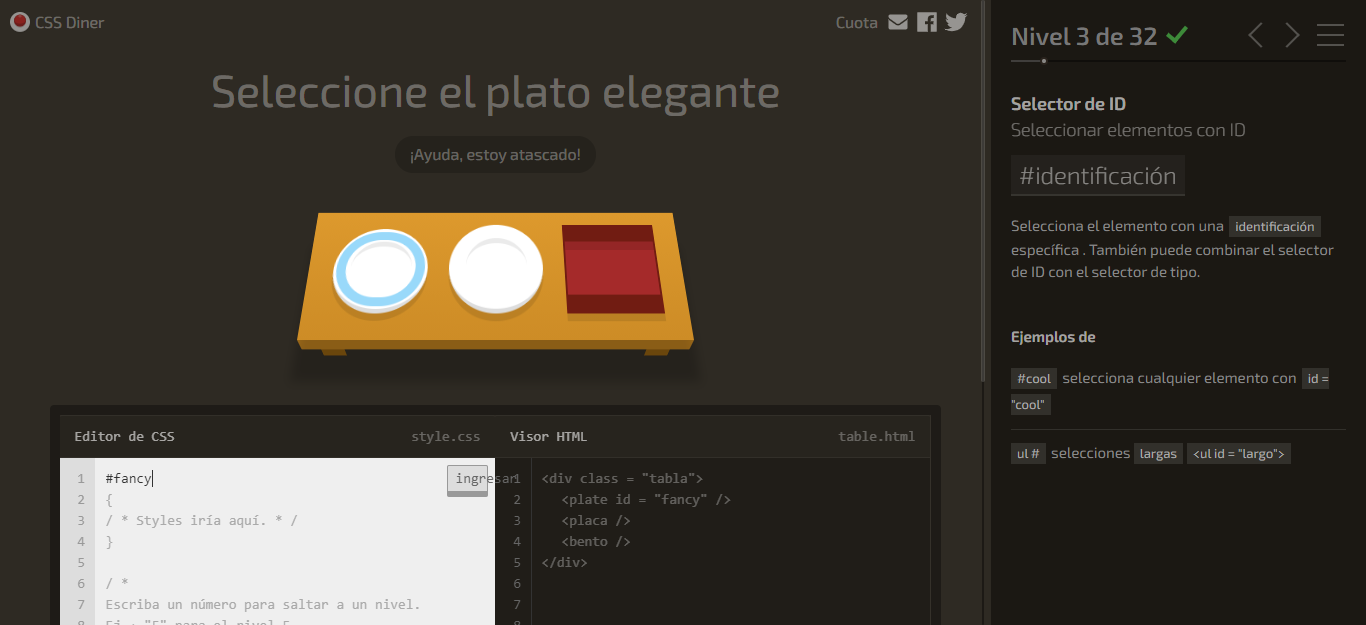 CSS Diner
Cuota
Seleccione el plato elegante
¡Ayuda, estoy atascado!
Editor de CSS
style.css
Visor HTML
table.html
1 #fancy
ingresar
2 {
3 / * Styles iría aquí. * /
4 }
5
6 / *
7 Escriba un número para saltar a un nivel.
8
1 <div class = "tabla">
2 <plate id = "fancy" />
3 <placa />
4 <bento />
5 </div>
6
7
8
Nivel 3 de 32
Selector de ID
Seleccionar elementos con ID
#identificación
Selecciona el elemento con una identificación
específica . También puede combinar el selector
de ID con el selector de tipo.
Ejemplos de
#cool selecciona cualquier elemento con id =
"cool"
ul # selecciones largas <ul id = "largo">